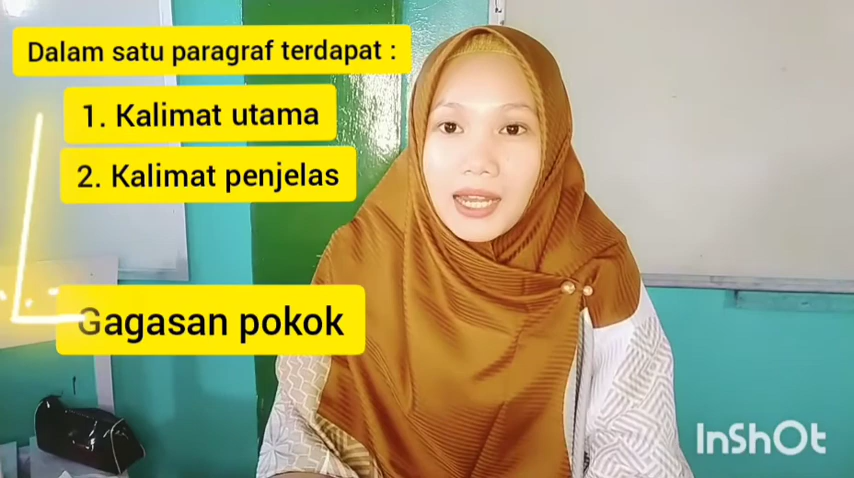 Dalam satu paragraf terdapat :
1. Kalimat utama
2. Kalimat penjelas
Gagasan pokok
InShOt